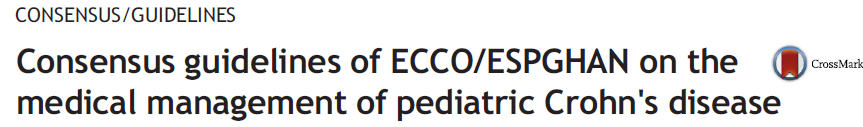 CONSENSUS/GUIDELINES
Consensus guidelines of ECCO/ESPGHAN on the
medical management of pediatric Crohn's disease
CrossMark